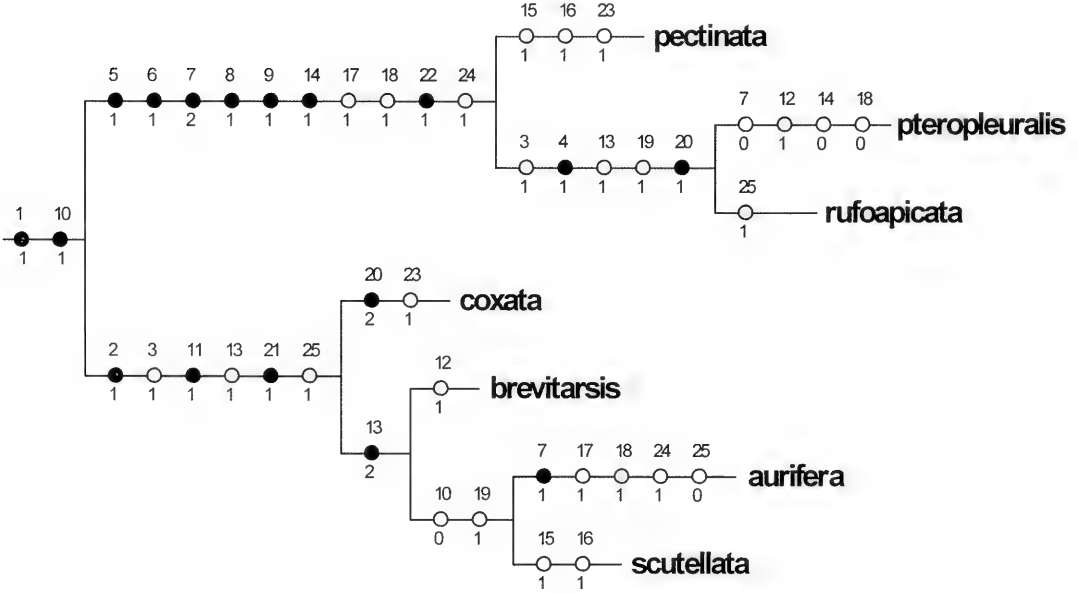 15 16 23
pectinata
1 1 1
5 6 7 8 9 14 17 18 22 24
1 1 2 1 1 1 1 1 1 1
7 12 14 18
pteropleuralis
0 1 0 0
3 4 13 19 20
1 1 1 1 1
25
rufoapicata
1
1 10
1 1
20 23
coxata
2 1
2 3 11 13 21 25
1 1 1 1 1 1
12
brevitarsis
1
13
2
7 17 18 24 25
aurifera
1 1 1 1 0
10 19
0 1
15 16
scutellata
1 1